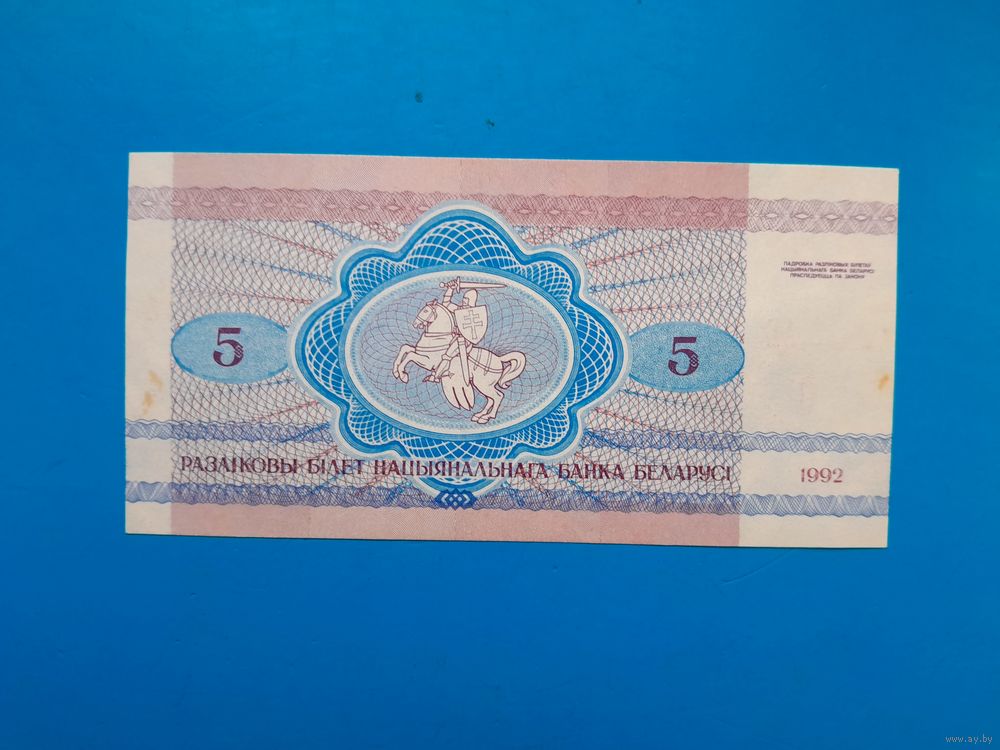 ПАДРОБКА РАЗЛІКОВЫХ БІЛЕТАЎ
НАЦЫЯНАЛЬНАГА БАНКА БЕЛАРУСІ
ПРАСЛЕДУЕЦЦА ПА ЗАКОНУ
5 5
РАЗЛІКОВЫ БІЛЕТ НАЦЫЯНАЛЬНАГА БАНКА БЕЛАРУСІ 1992
www.ay.by